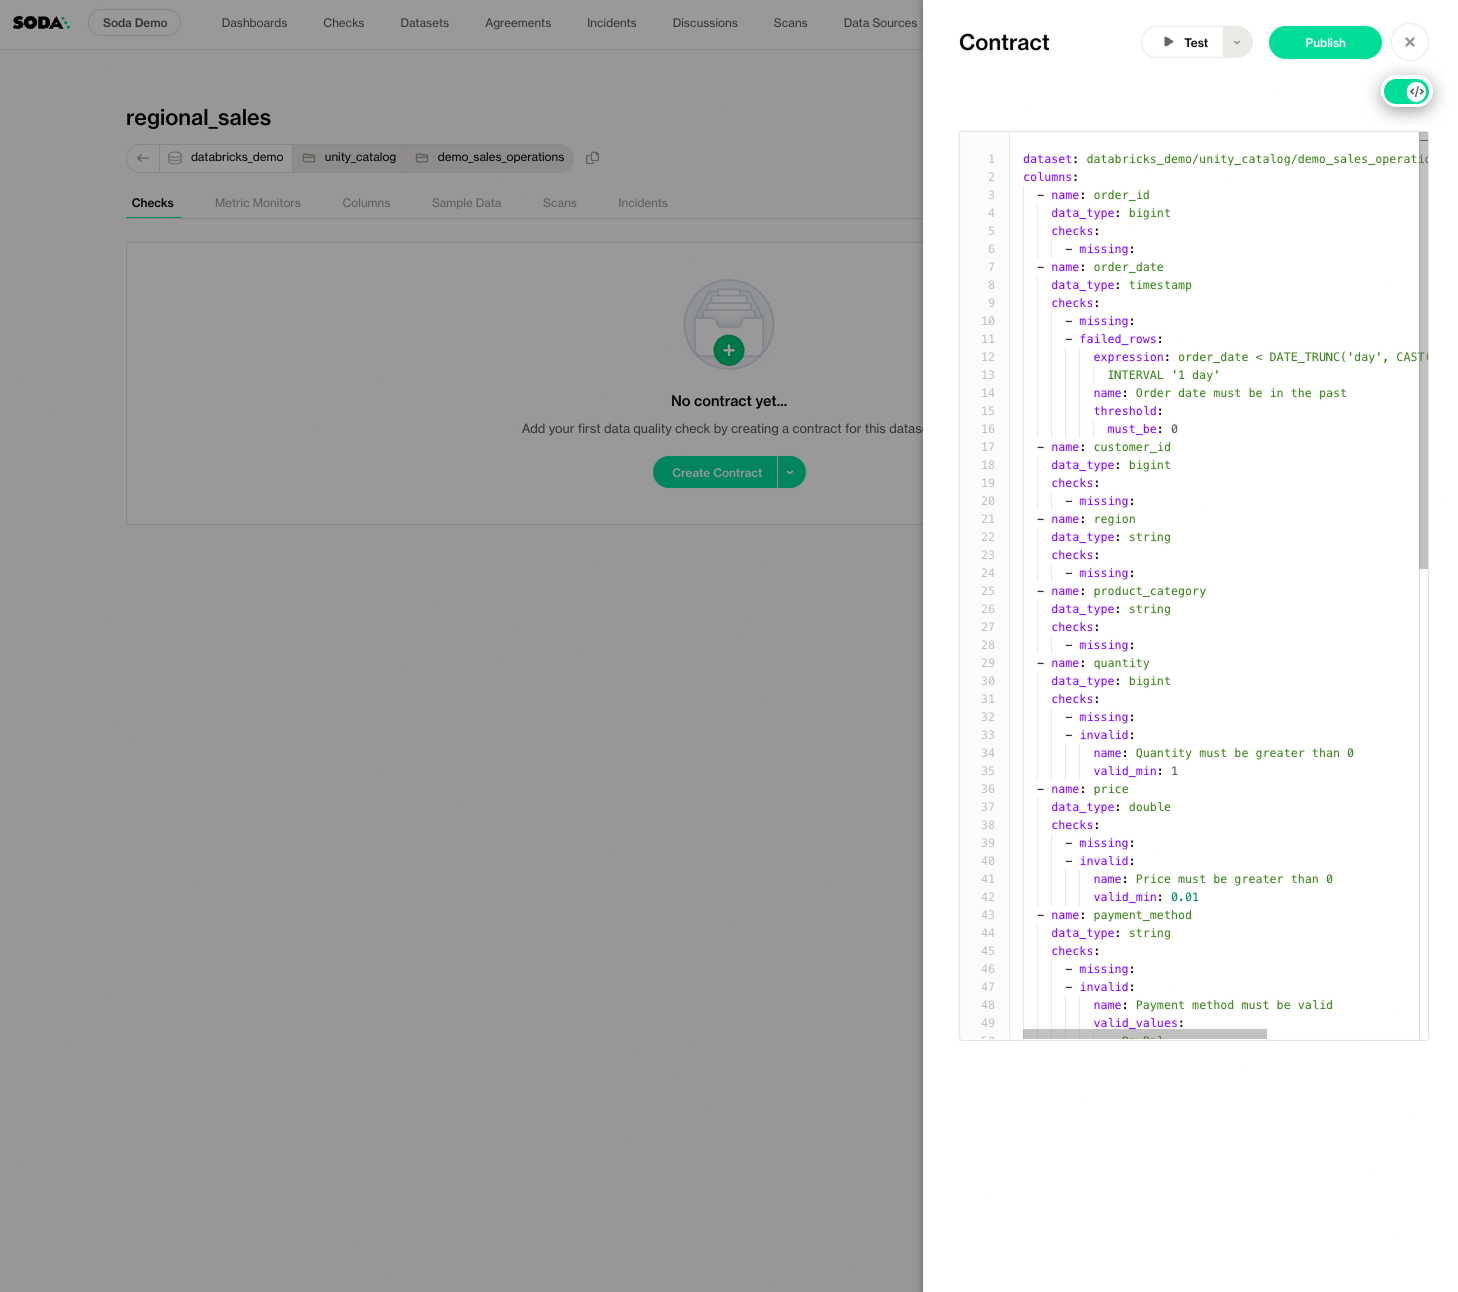 SODA
Soda Demo
Dashboards
Checks
Datasets
Agreements
Incidents
Discussions
Scans
Data Sources
regional_sales
databricks_demo
unity_catalog
demo_sales_operations
Checks
Metric Monitors
Columns
Sample Data
Scans
Incidents
No contract yet...
Add your first data quality check by creating a contract for this datas
Create Contract
Contract
Test
Publish
</>
1 dataset: databricks_demo/unity_catalog/demo_sales_operatio
2 columns:
3 - name: order_id
4 data_type: bigint
5 checks:
6 - missing:
7 - name: order_date
8 data_type: timestamp
9 checks:
10 - missing:
11 - failed_rows:
12 expression: order_date < DATE_TRUNC('day', CAST(
13 INTERVAL '1 day'
14 name: Order date must be in the past
15 threshold:
16 must_be: 0
17 - name: customer_id
18 data_type: bigint
19 checks:
20 - missing:
21 - name: region
22 data_type: string
23 checks:
24 - missing:
25 - name: product_category
26 data_type: string
27 checks:
28 - missing:
29 - name: quantity
30 data_type: bigint
31 checks:
32 - missing:
33 - invalid:
34 name: Quantity must be greater than 0
35 valid_min: 1
36 - name: price
37 data_type: double
38 checks:
39 - missing:
40 - invalid:
41 name: Price must be greater than 0
42 valid_min: 0.01
43 - name: payment_method
44 data_type: string
45 checks:
46 - missing:
47 - invalid:
48 name: Payment method must be valid
49 valid_values: